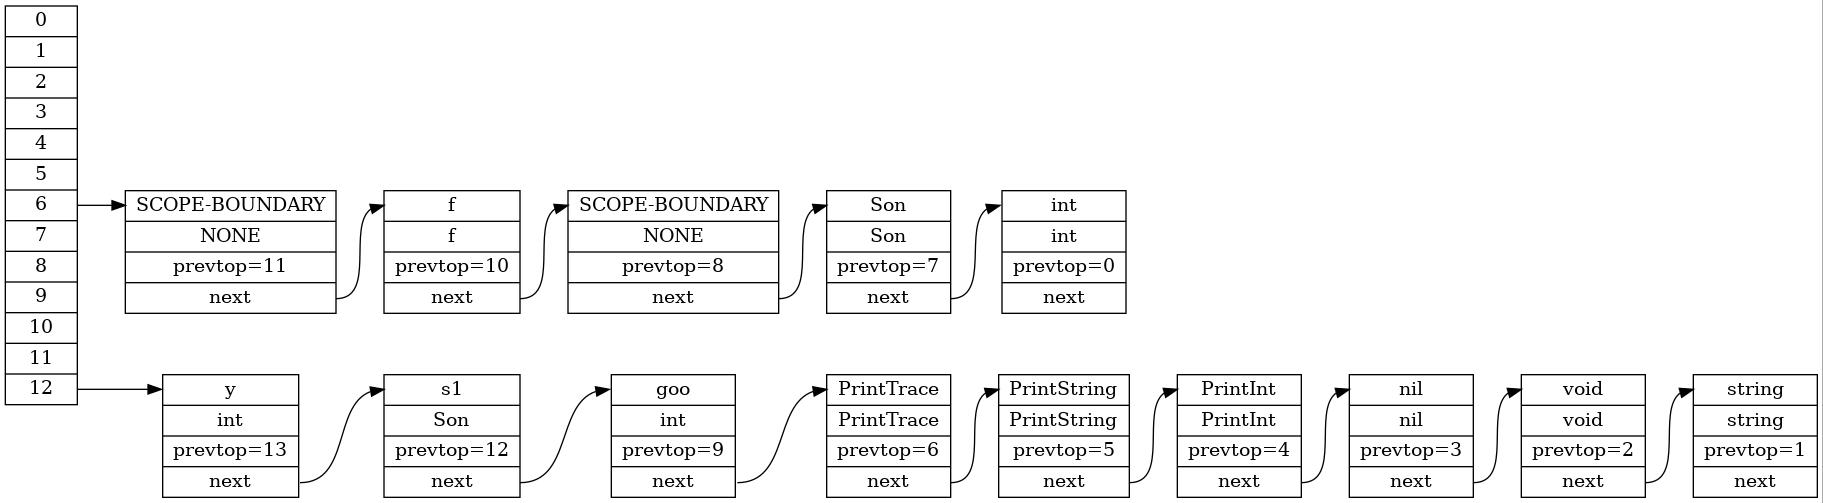 0
1
2
3
4
5
6
7
8
9
10
11
12
SCOPE-BOUNDARY
NONE
prevtop=11
next
f
f
prevtop=10
next
SCOPE-BOUNDARY
NONE
prevtop=8
next
Son
Son
prevtop=7
next
int
int
prevtop=0
next
y
int
prevtop=13
next
s1
Son
prevtop=12
next
goo
int
prevtop=9
next
PrintTrace
PrintTrace
prevtop=6
next
PrintString
PrintString
prevtop=5
next
PrintInt
PrintInt
prevtop=4
next
nil
nil
prevtop=3
next
void
void
prevtop=2
next
string
string
prevtop=1
next